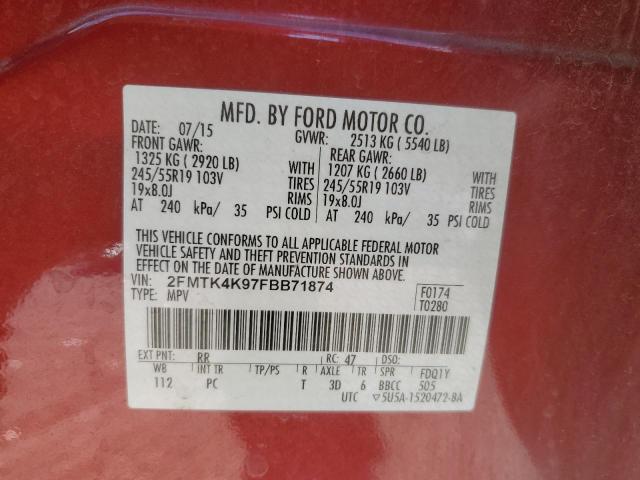 MFD. BY FORD MOTOR CO.
DATE: 07/15 GVWR: 2513 KG ( 5540 LB)
FRONT GAWR: REAR GAWR:
1325 KG ( 2920 LB) WITH 1207 KG ( 2660 LB) WITH
245/55R19 103V TIRES 245/55R19 103V TIRES
19x8.0J RIMS 19x8.0J RIMS
AT 240 kPa/ 35 PSI COLD AT 240 kPa/ 35 PSI COLD
THIS VEHICLE CONFORMS TO ALL APPLICABLE FEDERAL MOTOR
VEHICLE SAFETY AND THEFT PREVENTION STANDARDS IN
EFFECT ON THE DATE OF MANUFACTURE SHOWN ABOVE.
VIN: 2FMTK4K97FBB71874 F0174
TYPE: MPV T0280
EXT PNT: RR RC: 47 DSO:
WB INT TR TP/PS R AXLE TR SPR FDQ1Y
112 PC T 3D 6 BBCC 505
UTC ▽5U5A-1520472-BA